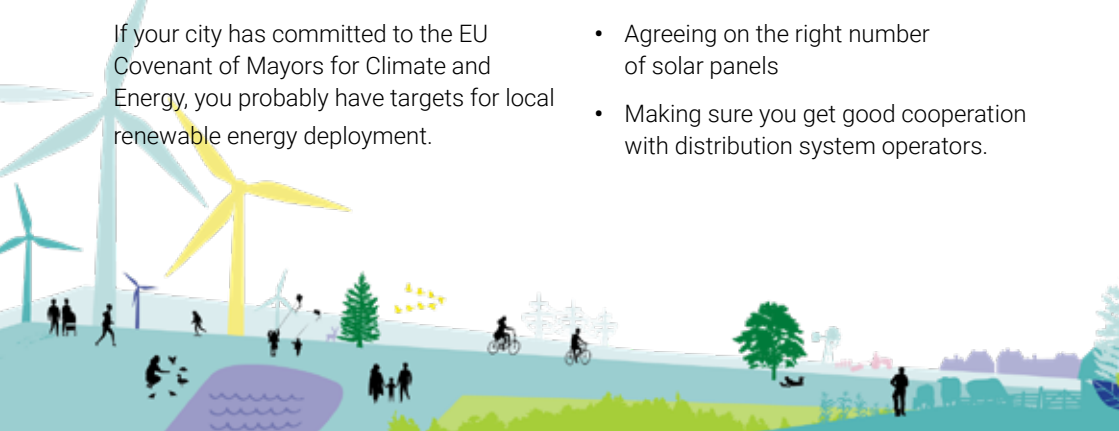 If your city has committed to the EU
Covenant of Mayors for Climate and
Energy, you probably have targets for local
renewable energy deployment.
• Agreeing on the right number
of solar panels
• Making sure you get good cooperation
with distribution system operators.